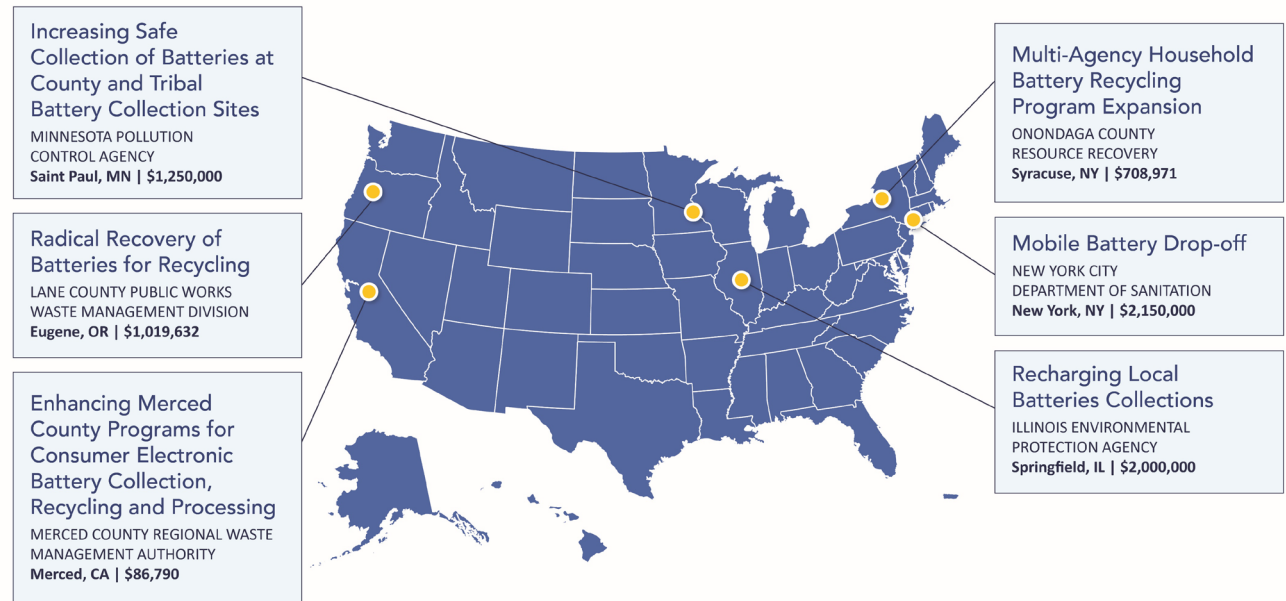 Increasing Safe
Collection of Batteries at
County and Tribal
Battery Collection Sites
MINNESOTA POLLUTION
CONTROL AGENCY
Saint Paul, MN | $1,250,000
Radical Recovery of
Batteries for Recycling
LANE COUNTY PUBLIC WORKS
WASTE MANAGEMENT DIVISION
Eugene, OR | $1,019,632
Enhancing Merced
County Programs for
Consumer Electronic
Battery Collection,
Recycling and Processing
MERCED COUNTY REGIONAL WASTE
MANAGEMENT AUTHORITY
Merced, CA | $86,790
Multi-Agency Household
Battery Recycling
Program Expansion
ONONDAGA COUNTY
RESOURCE RECOVERY
Syracuse, NY | $708,971
Mobile Battery Drop-off
NEW YORK CITY
DEPARTMENT OF SANITATION
New York, NY | $2,150,000
Recharging Local
Batteries Collections
ILLINOIS ENVIRONMENTAL
PROTECTION AGENCY
Springfield, IL | $2,000,000